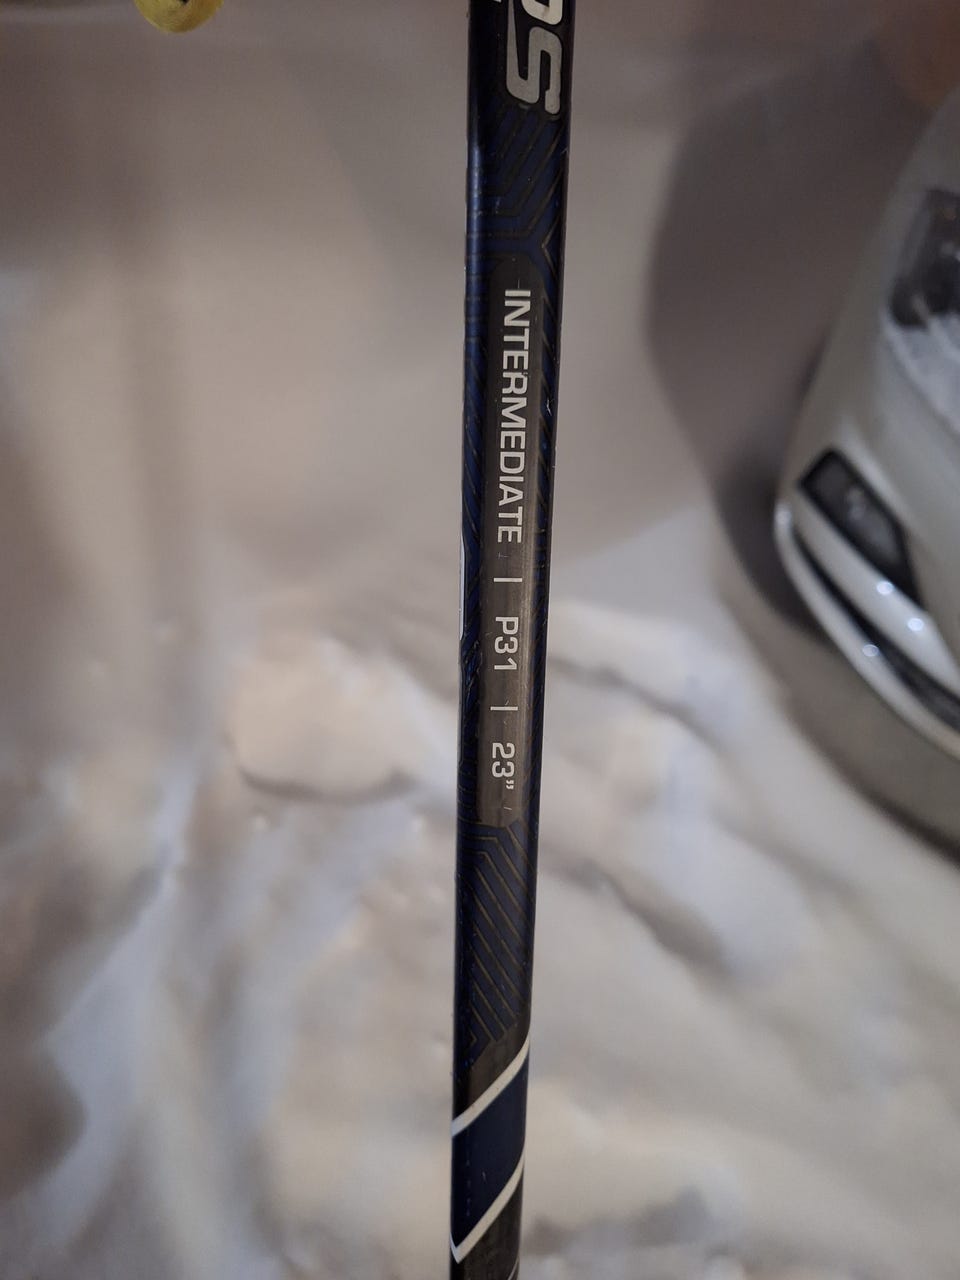 INTERMEDIATE | P31 | 23”